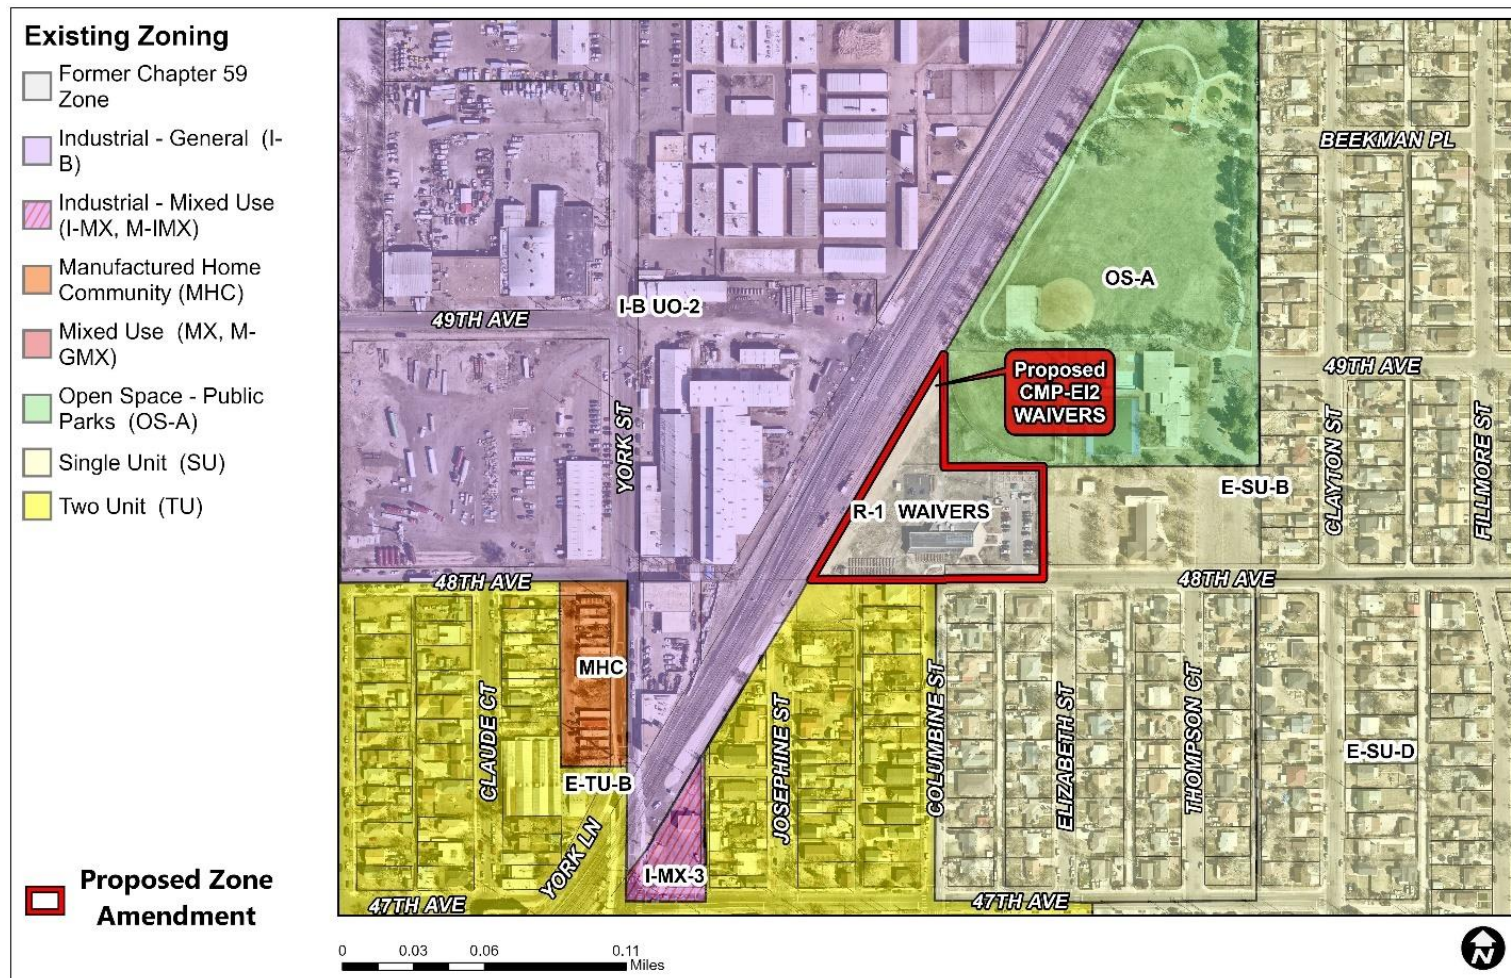 Existing Zoning
Former Chapter 59
Zone
Industrial - General (I-
B)
Industrial - Mixed Use
(I-MX, M-IMX)
Manufactured Home
Community (MHC)
Mixed Use (MX, M-
GMX)
Open Space - Public
Parks (OS-A)
Single Unit (SU)
Two Unit (TU)
Proposed Zone
Amendment
BEEKMAN PL
OS-A
I-B UO-2
49TH AVE
49TH AVE
Proposed
CMP-EI2
WAIVERS
YORK ST
CLAYTON ST
FILLMORE ST
E-SU-B
R-1 WAIVERS
48TH AVE
48TH AVE
MHC
CLAUDE CT
JOSEPHINE ST
COLUMBINE ST
ELIZABETH ST
THOMPSON CT
E-SU-D
E-TU-B
YORK LN
I-MX-3
47TH AVE
47TH AVE
0 0.03 0.06 0.11
Miles
N